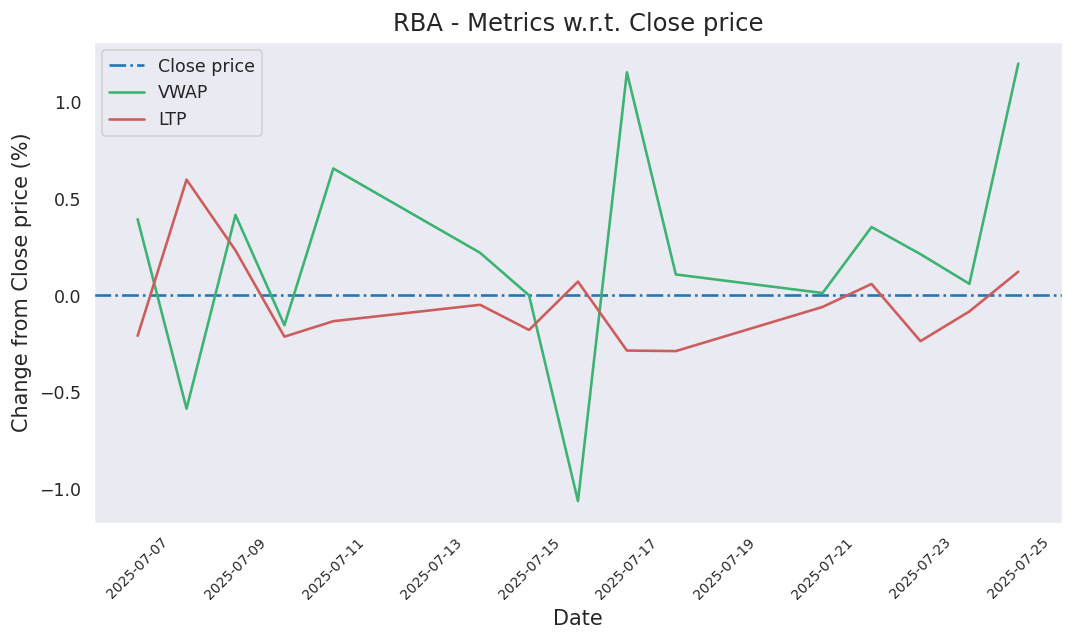 RBA - Metrics w.r.t. Close price
Close price
VWAP
LTP
Change from Close price (%)
1.0
0.5
0.0
−0.5
−1.0
2025-07-07
2025-07-09
2025-07-11
2025-07-13
2025-07-15
2025-07-17
2025-07-19
2025-07-21
2025-07-23
2025-07-25
Date